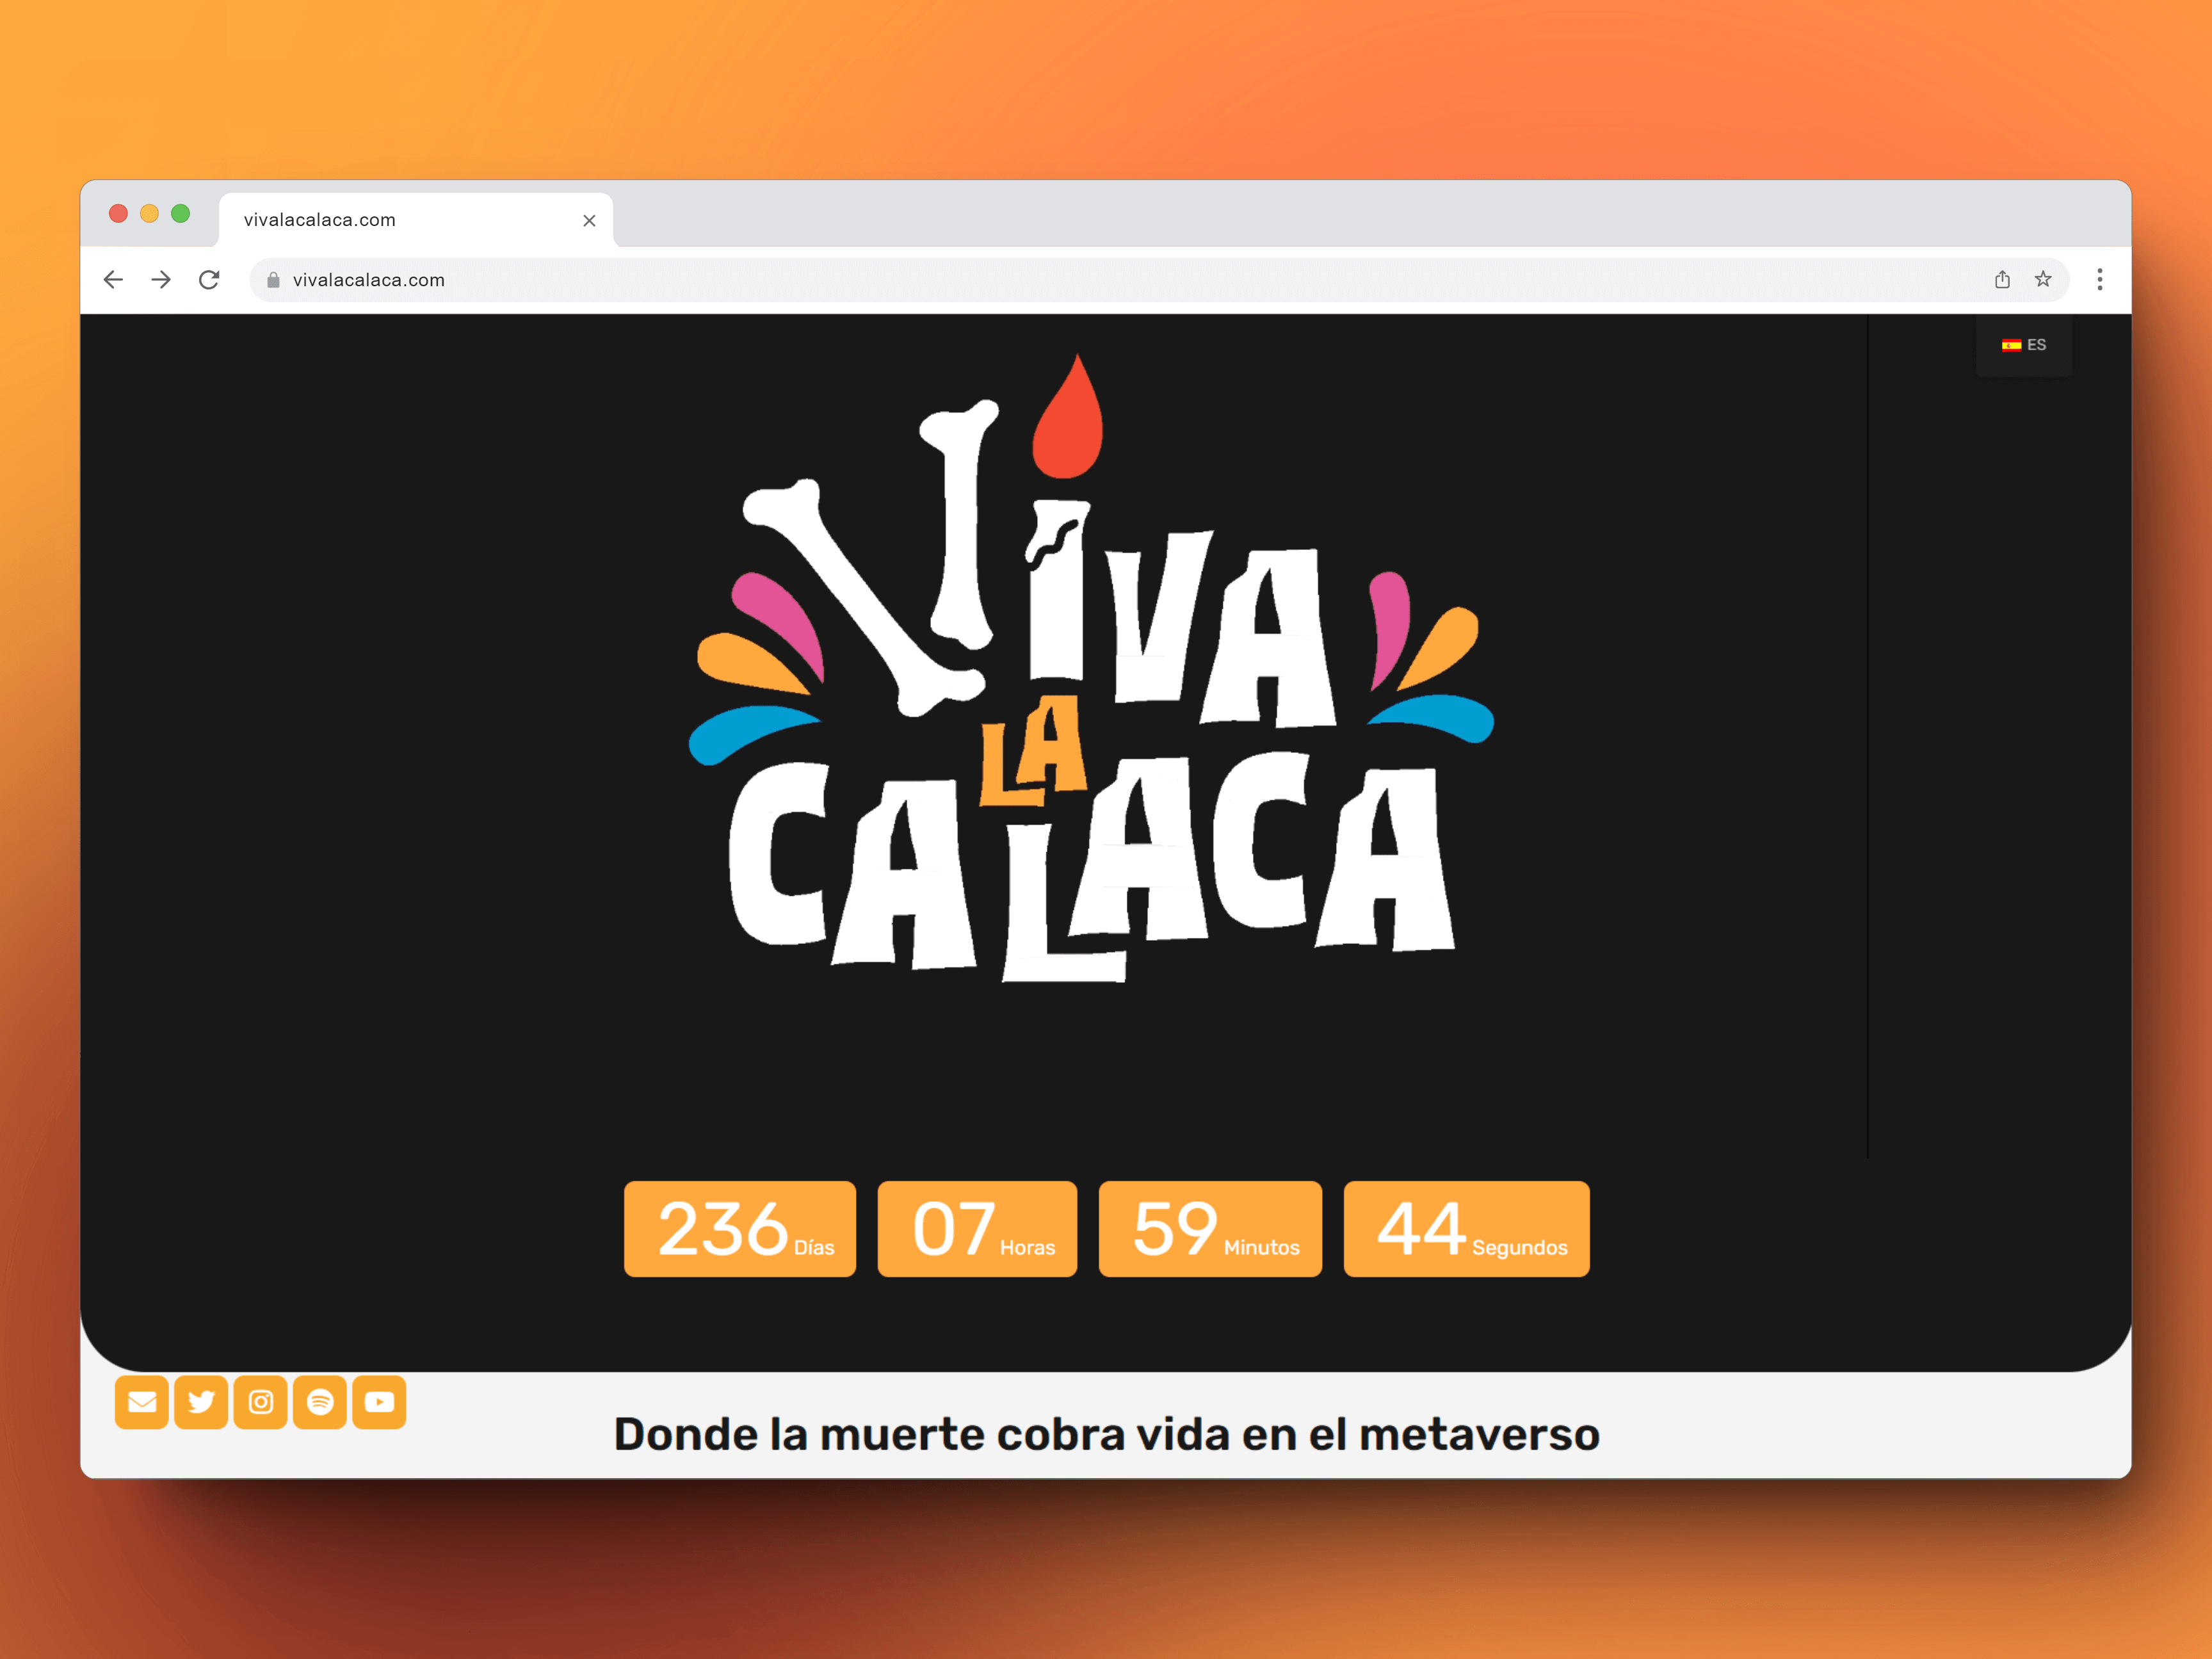 vivalacalaca.com
vivalacalaca.com
ES
ViVA
LA
CALACA
236 Días 07 Horas 59 Minutos 44 Segundos
Donde la muerte cobra vida en el metaverso